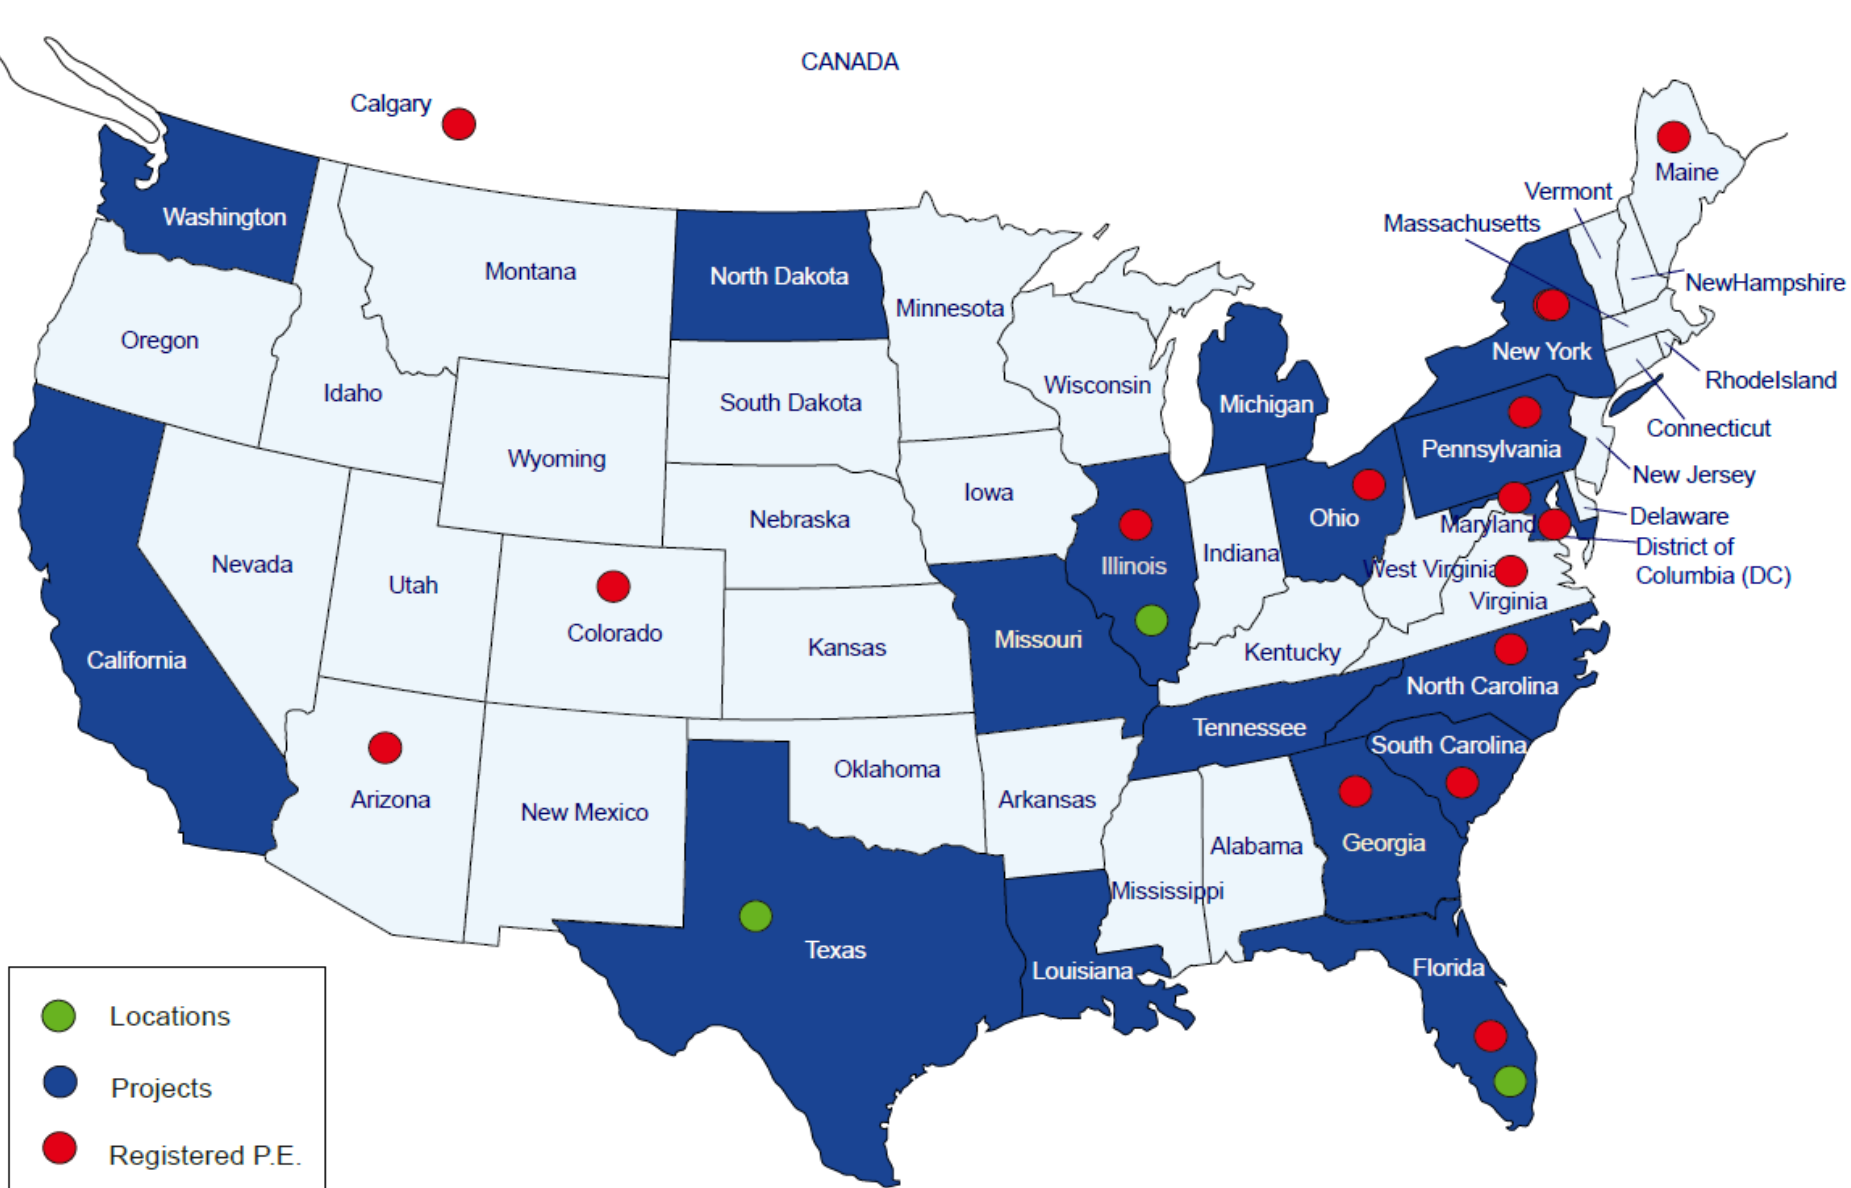 CANADA
Calgary
Maine
Vermont
Massachusetts
Washington
Montana
North Dakota
NewHampshire
Minnesota
Oregon
New York
RhodeIsland
Idaho
South Dakota
Wisconsin
Michigan
Connecticut
Pennsylvania
Wyoming
New Jersey
Iowa
Nebraska
Ohio
Maryland
Delaware
District of
Columbia (DC)
Nevada
Utah
Colorado
Illinois
Indiana
West Virginia
Virginia
California
Kansas
Missouri
Kentucky
North Carolina
Tennessee
South Carolina
Oklahoma
Arizona
New Mexico
Arkansas
Alabama
Georgia
Mississippi
Texas
Louisiana
Florida
Locations
Projects
Registered P.E.